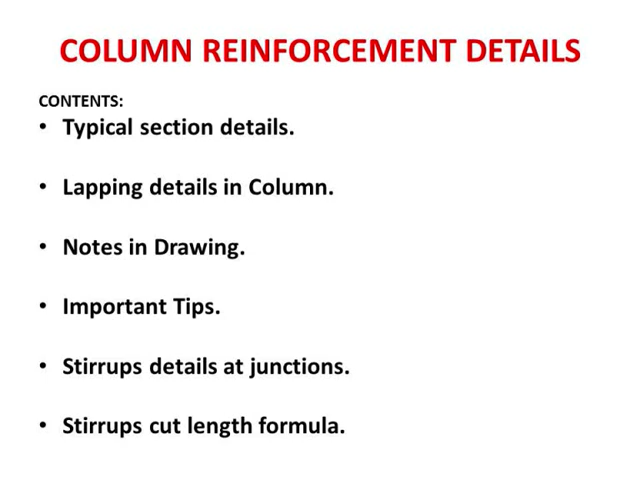 COLUMN REINFORCEMENT DETAILS
CONTENTS:
• Typical section details.
• Lapping details in Column.
• Notes in Drawing.
• Important Tips.
• Stirrups details at junctions.
• Stirrups cut length formula.